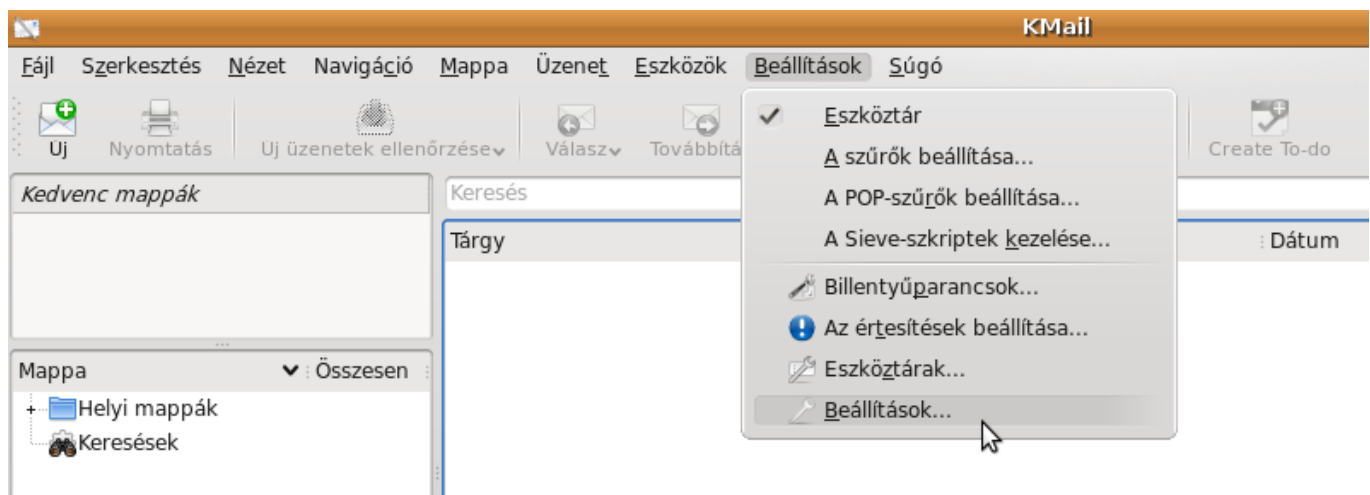 KMail
Fájl Szerkesztés Nézet Navigáció Mappa Üzenet Eszközök Beállítások Súgó
Új Nyomtatás Új üzenetek ellenőrzése Válasz Továbbítá Create To-do
Eszköztár
A szűrők beállítása...
A POP-szűrők beállítása...
A Sieve-szkriptek kezelése...
Billentyűparancsok...
Az értesítések beállítása...
Eszköztárak...
Beállítások...
Kedvenc mappák
Keresés
Tárgy Dátum
Mappa Összesen
Helyi mappák
Keresések